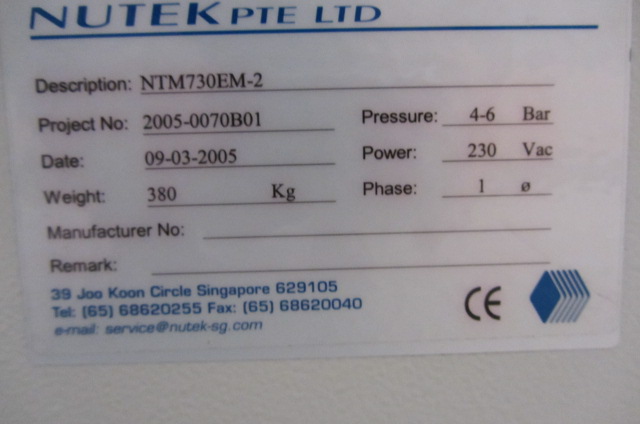 NUTEK PTE LTD
Description: NTM730EM-2
Project No: 2005-0070B01 Pressure: 4-6 Bar
Date: 09-03-2005 Power: 230 Vac
Weight: 380 Kg Phase: 1 ø
Manufacturer No:
Remark:
39 Joo Koon Circle Singapore 629105
Tel: (65) 68620255 Fax: (65) 68620040
e-mail: service@nutek-sg.com
CE